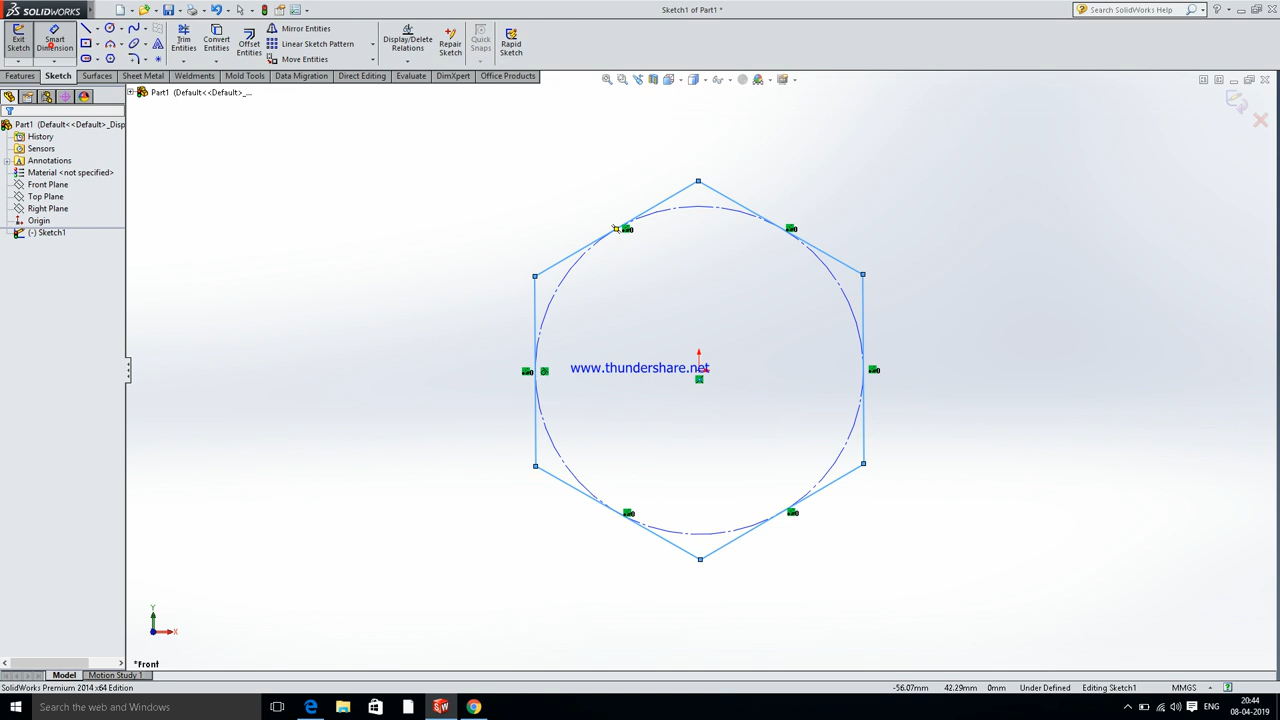 SOLIDWORKS
Sketch1 of Part1 *
Search SolidWorks Help
Exit Sketch
Smart Dimension
Trim Entities
Convert Entities
Offset Entities
Mirror Entities
Linear Sketch Pattern
Move Entities
Display/Delete Relations
Repair Sketch
Quick Snaps
Rapid Sketch
Features Sketch Surfaces Sheet Metal Weldments Mold Tools Data Migration Direct Editing Evaluate DimXpert Office Products
Part1 (Default<<Default>_...
Part1 (Default<<Default>_Disp
History
Sensors
Annotations
Material <not specified>
Front Plane
Top Plane
Right Plane
Origin
(-) Sketch1
www.thundershare.net
Y
X
*Front
Model Motion Study 1
SolidWorks Premium 2014 x64 Edition
-56.07mm 42.29mm 0mm Under Defined Editing Sketch1 MMGS
Search the web and Windows
ENG
20:44
08-04-2019